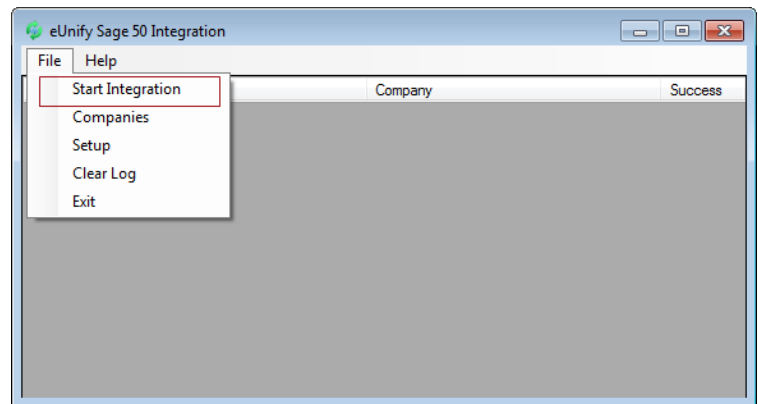 eUnify Sage 50 Integration
File Help
Start Integration
Company Success
Companies
Setup
Clear Log
Exit